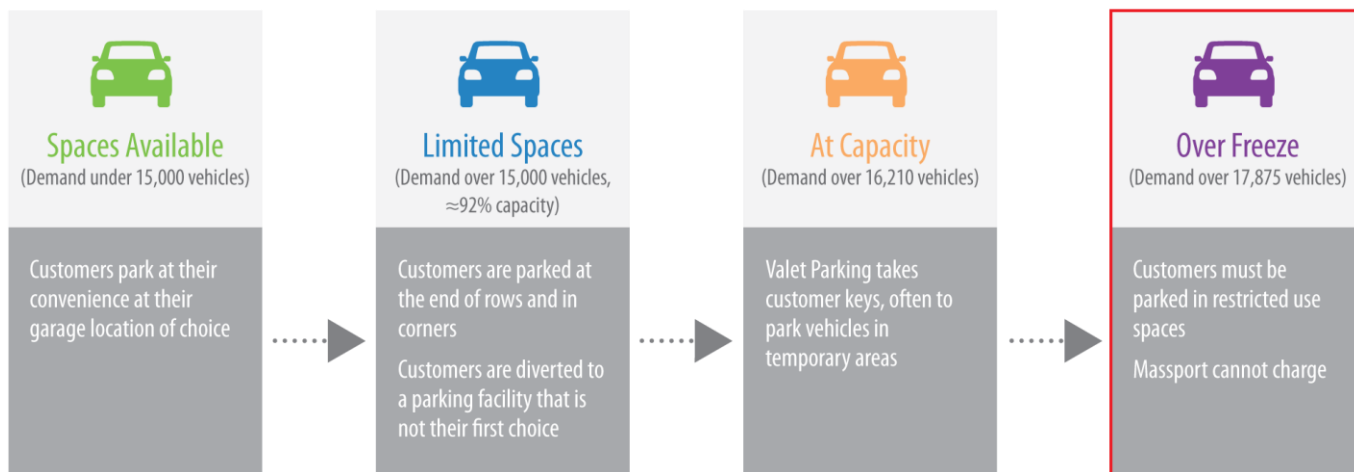 Spaces Available
(Demand under 15,000 vehicles)
Customers park at their
convenience at their
garage location of choice
Limited Spaces
(Demand over 15,000 vehicles,
≈92% capacity)
Customers are parked at
the end of rows and in
corners
Customers are diverted to
a parking facility that is
not their first choice
At Capacity
(Demand over 16,210 vehicles)
Valet Parking takes
customer keys, often to
park vehicles in
temporary areas
Over Freeze
(Demand over 17,875 vehicles)
Customers must be
parked in restricted use
spaces
Massport cannot charge